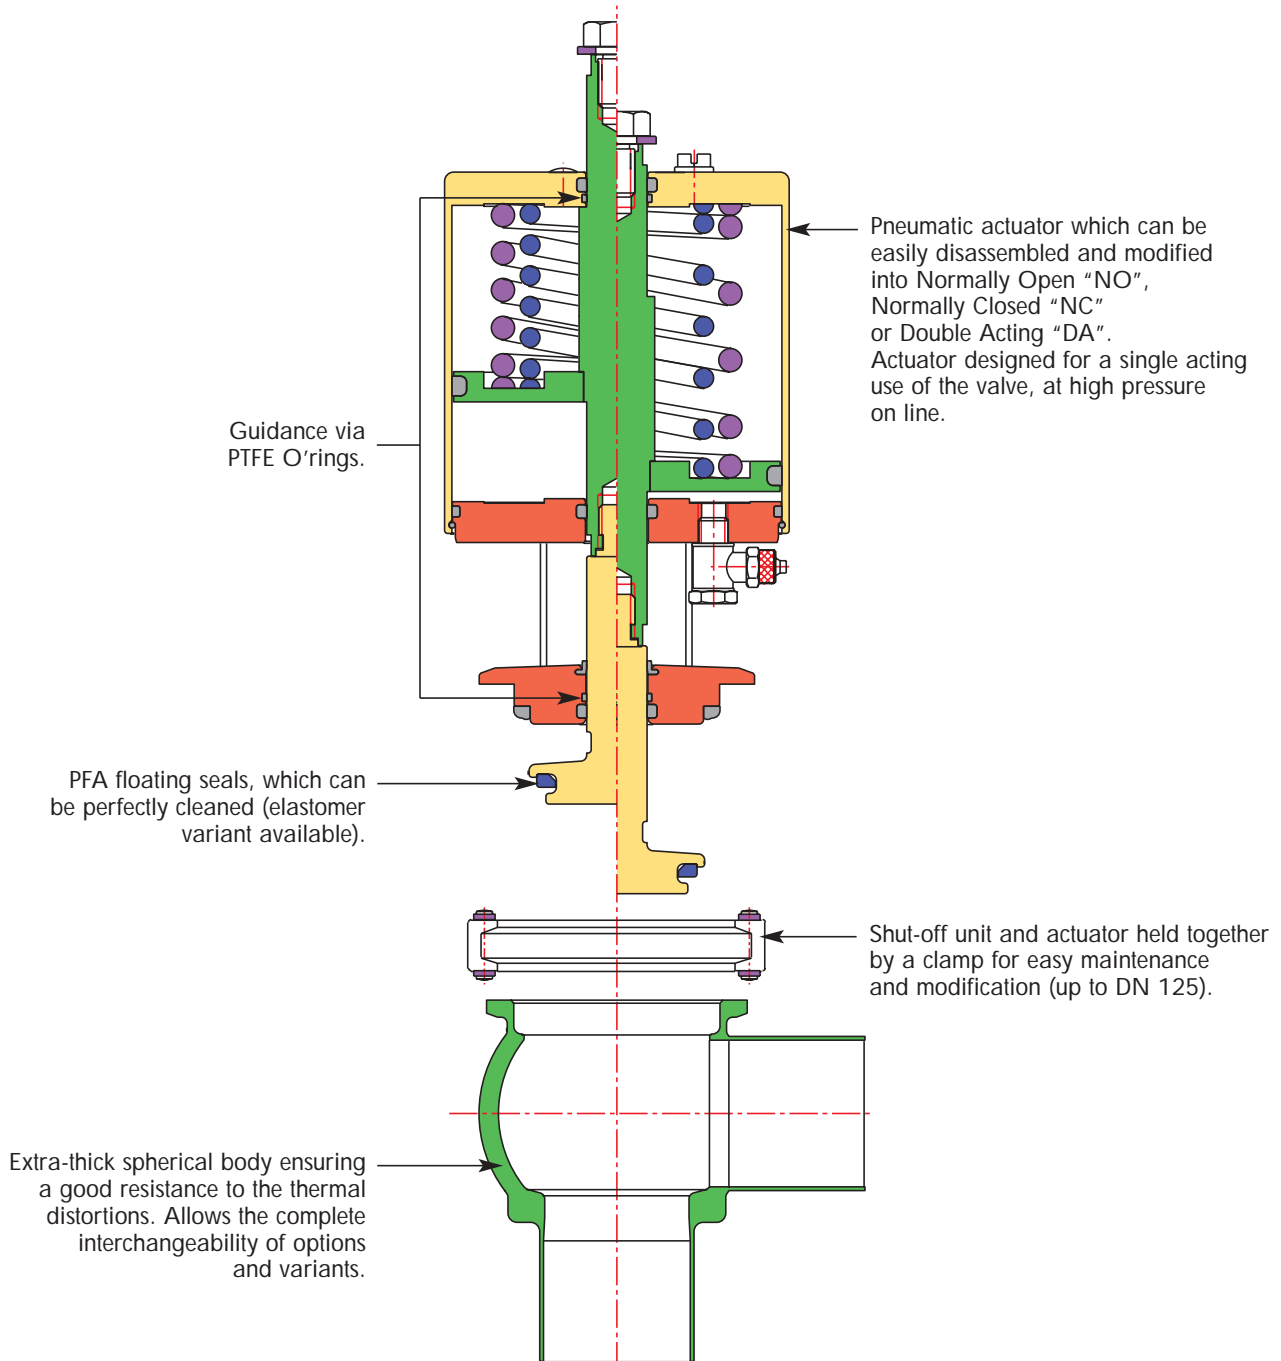 Pneumatic actuator which can be
easily disassembled and modified
into Normally Open “NO”,
Normally Closed “NC”
or Double Acting “DA”.
Actuator designed for a single acting
use of the valve, at high pressure
on line.
Guidance via
PTFE O’rings.
PFA floating seals, which can
be perfectly cleaned (elastomer
variant available).
Shut-off unit and actuator held together
by a clamp for easy maintenance
and modification (up to DN 125).
Extra-thick spherical body ensuring
a good resistance to the thermal
distortions. Allows the complete
interchangeability of options
and variants.